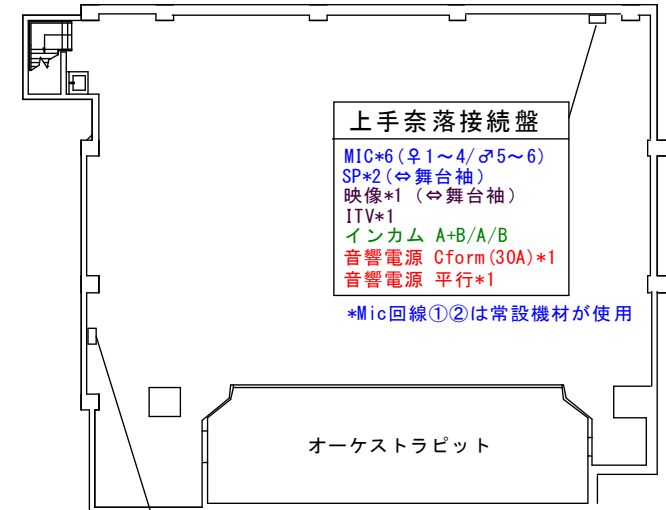 上手奈落接続盤
MIC*6(♀1～4/♂5～6)
SP*2(⇔舞台袖)
映像*1 (⇔舞台袖)
ITV*1
インカム A+B/A/B
音響電源 Cform(30A)*1
音響電源 平行*1
*Mic回線①②は常設機材が使用
オーケストラピット